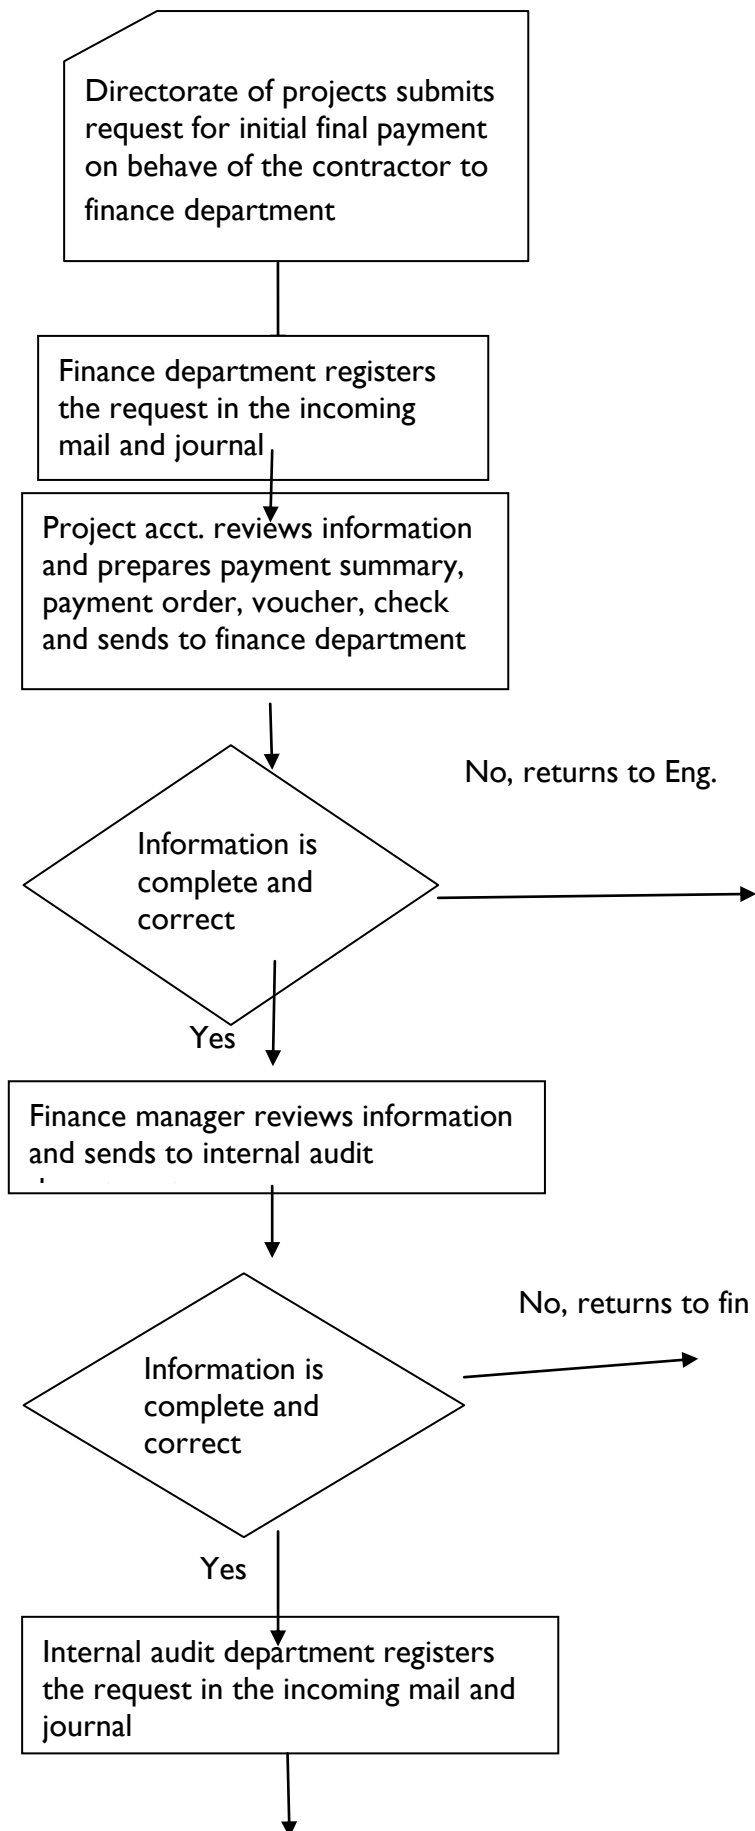 Directorate of projects submits
request for initial final payment
on behave of the contractor to
finance department
Finance department registers
the request in the incoming
mail and journal
Project acct. reviews information
and prepares payment summary,
payment order, voucher, check
and sends to finance department
No, returns to Eng.
Information is
complete and
correct
Yes
Finance manager reviews information
and sends to internal audit
No, returns to fin
Information is
complete and
correct
Yes
Internal audit department registers
the request in the incoming mail and
journal